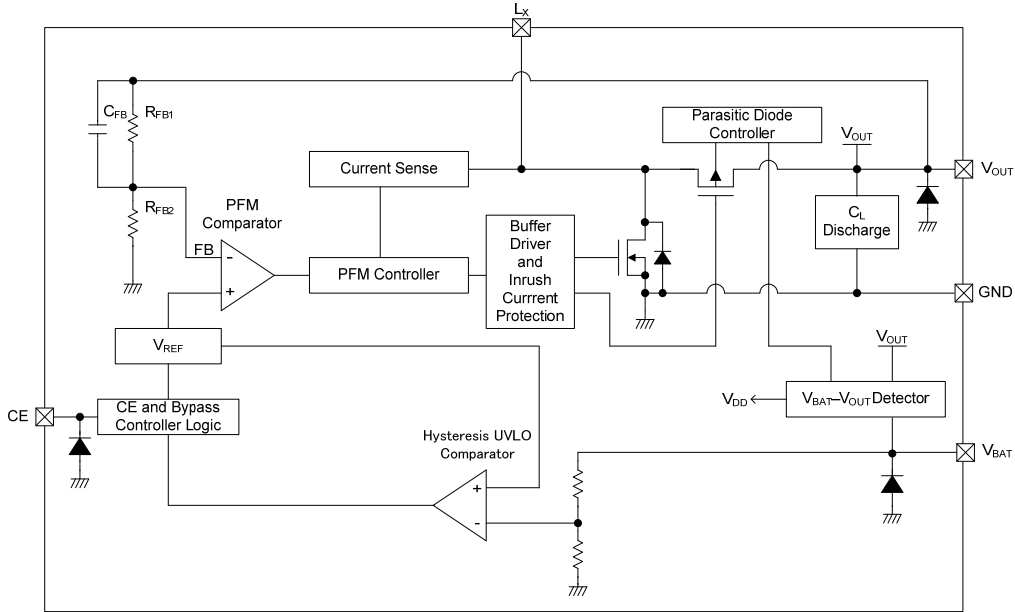 LX
CFB
RFB1
Parasitic Diode
Controller
VOUT
Current Sense
VOUT
RFB2
PFM
Comparator
CL
Discharge
Buffer
Driver
and
Inrush
Currrent
Protection
FB
-
PFM Controller
+
GND
VREF
VOUT
CE
CE and Bypass
Controller Logic
VDD
VBAT–VOUT Detector
Hysteresis UVLO
Comparator
VBAT
+
-